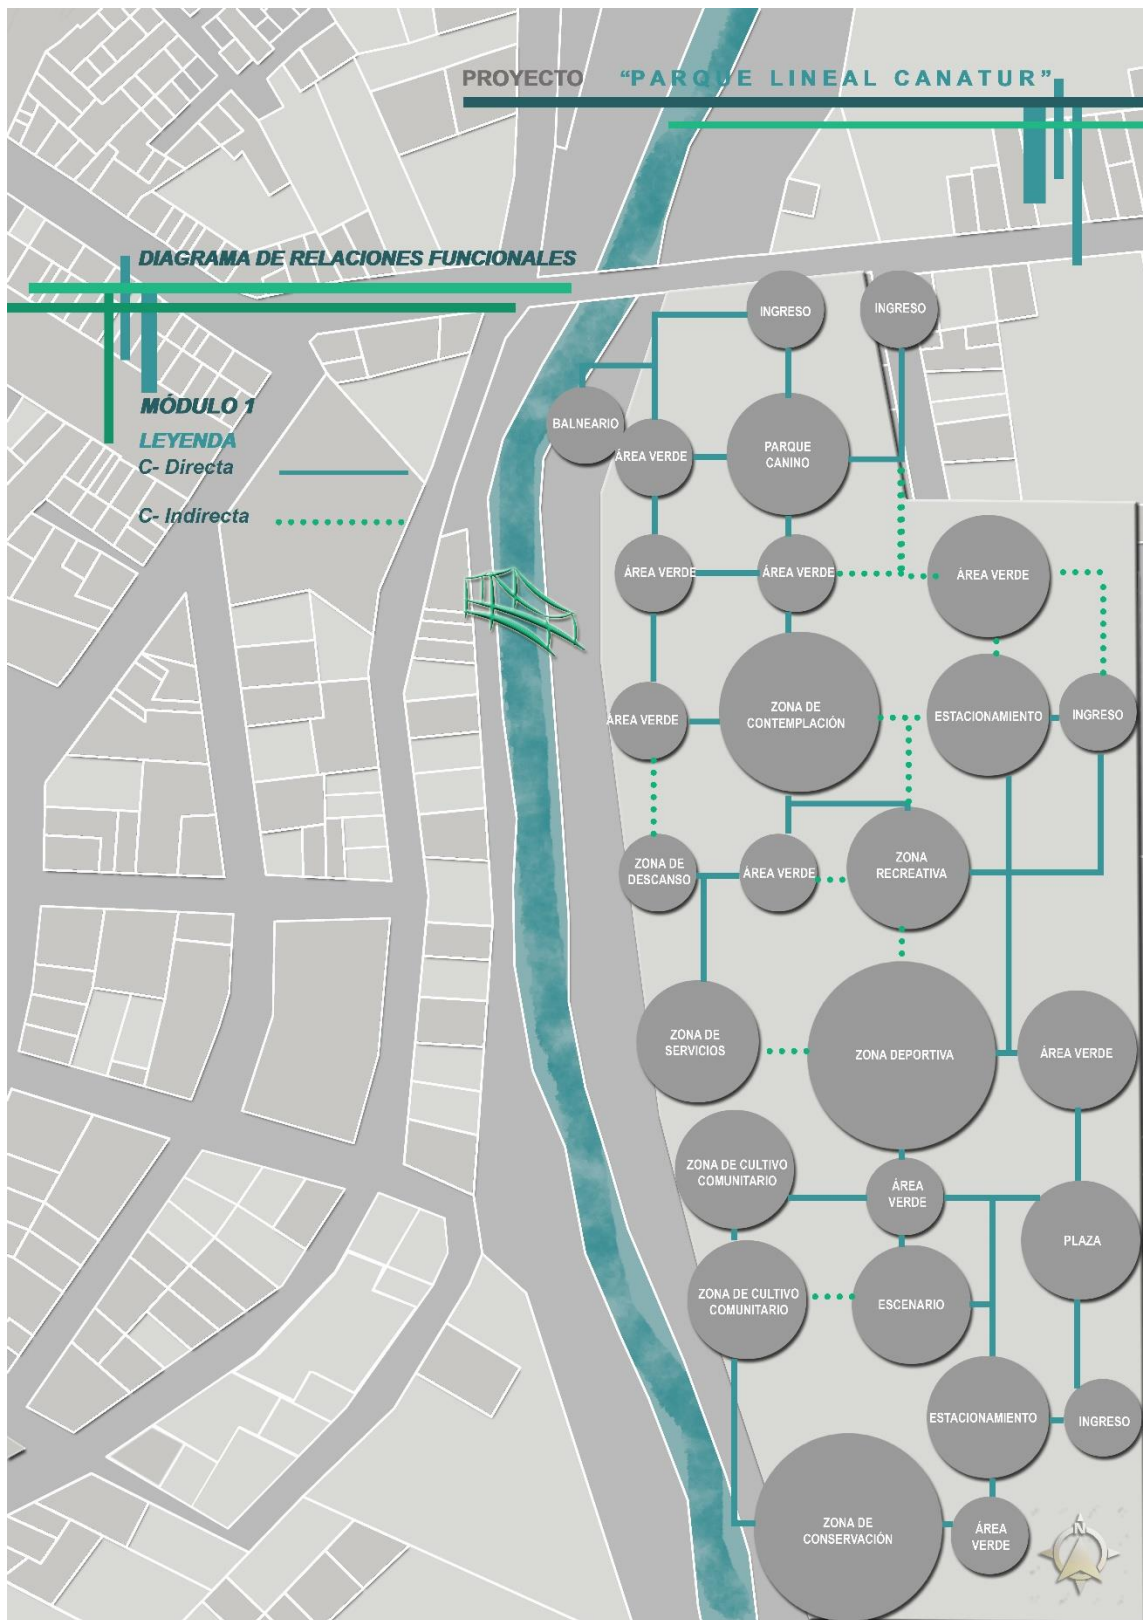 PROYECTO “PARQUE LINEAL CANATUR”
DIAGRAMA DE RELACIONES FUNCIONALES
MÓDULO 1
LEYENDA
C- Directa
C- Indirecta
INGRESO
INGRESO
BALNEARIO
ÁREA VERDE
PARQUE
CANINO
ÁREA VERDE
ÁREA VERDE
ÁREA VERDE
ÁREA VERDE
ZONA DE
CONTEMPLACIÓN
ESTACIONAMIENTO
INGRESO
ZONA DE
DESCANSO
ÁREA VERDE
ZONA
RECREATIVA
ZONA DE
SERVICIOS
ZONA DEPORTIVA
ÁREA VERDE
ZONA DE CULTIVO
COMUNITARIO
ÁREA
VERDE
PLAZA
ZONA DE CULTIVO
COMUNITARIO
ESCENARIO
ESTACIONAMIENTO
INGRESO
ZONA DE
CONSERVACIÓN
ÁREA
VERDE
N